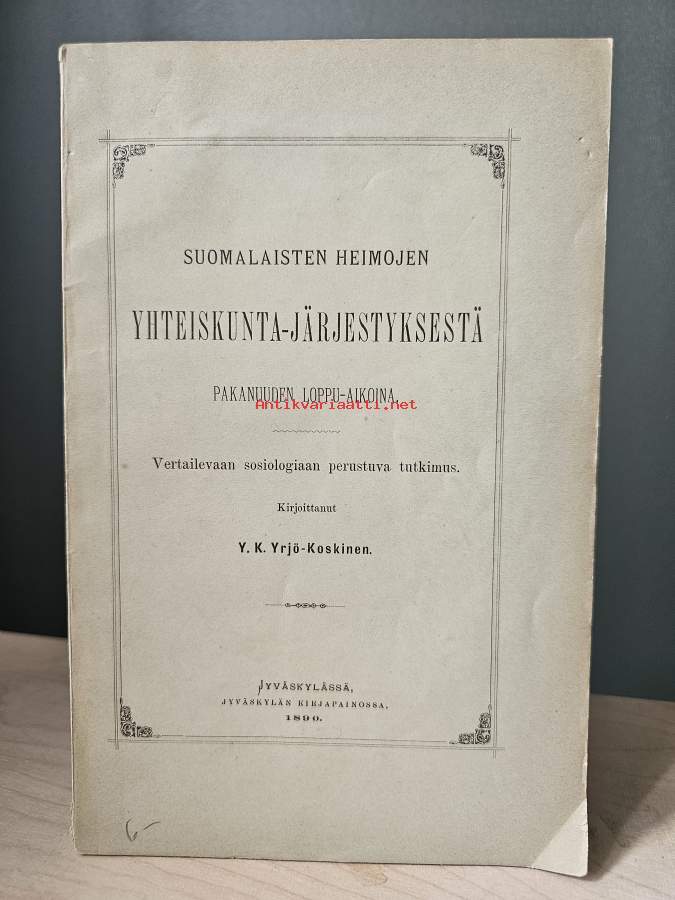 SUOMALAISTEN HEIMOJEN
YHTEISKUNTA-JÄRJESTYKSESTÄ
PAKANUUDEN LOPPU-AIKOINA.
Antikvariaatti.net
Vertailevaan sosiologiaan perustuva tutkimus.
Kirjoittanut
Y. K. Yrjö-Koskinen.
JYVÄSKYLÄSSÄ,
JYVÄSKYLÄN KIRJAPAINOSSA,
1890.
6-